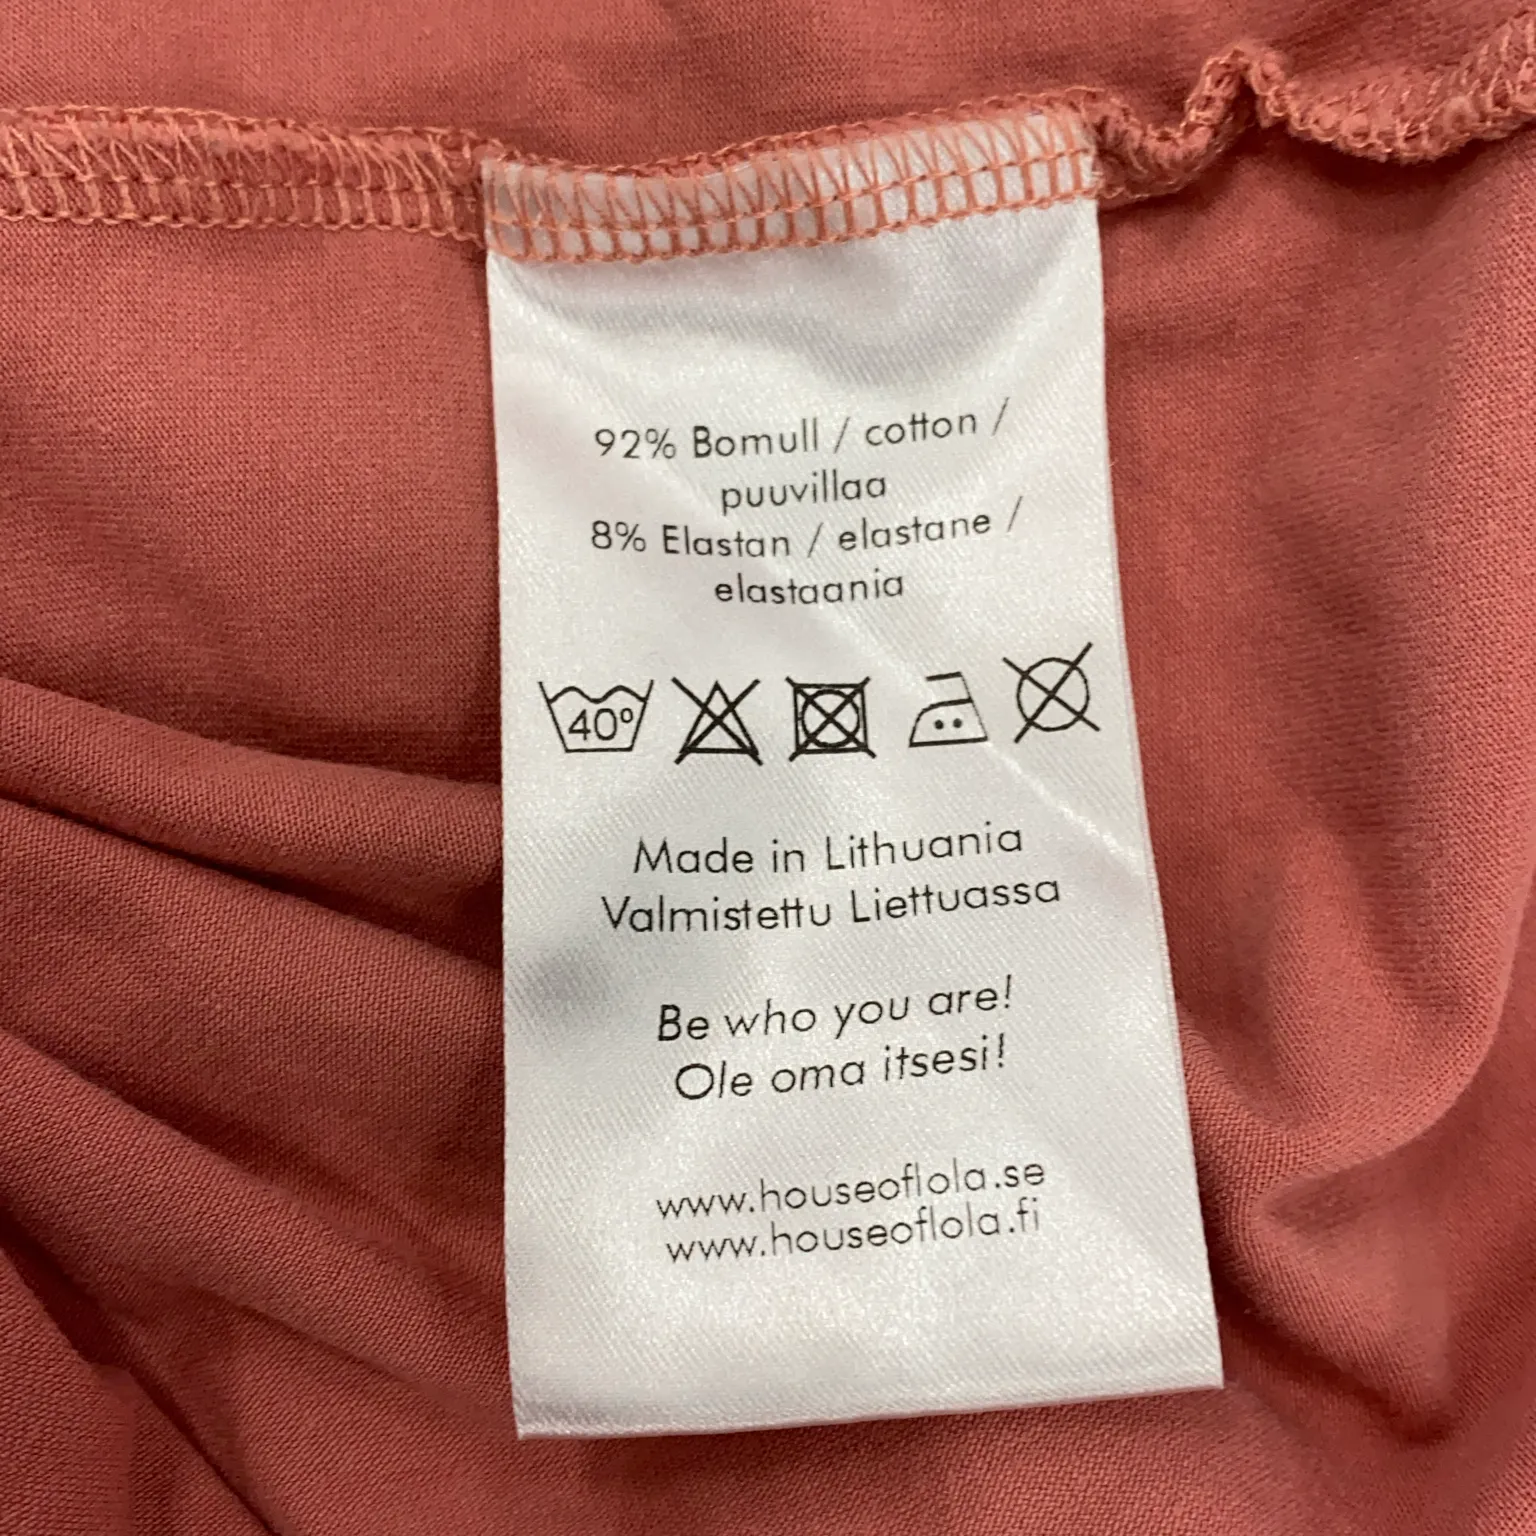 92% Bomull / cotton /
puuvillaa
8% Elastan / elastane /
elastaania
40°
Made in Lithuania
Valmistettu Liettuassa
Be who you are!
Ole oma itsesi!
www.houseoflola.se
www.houseoflola.fi